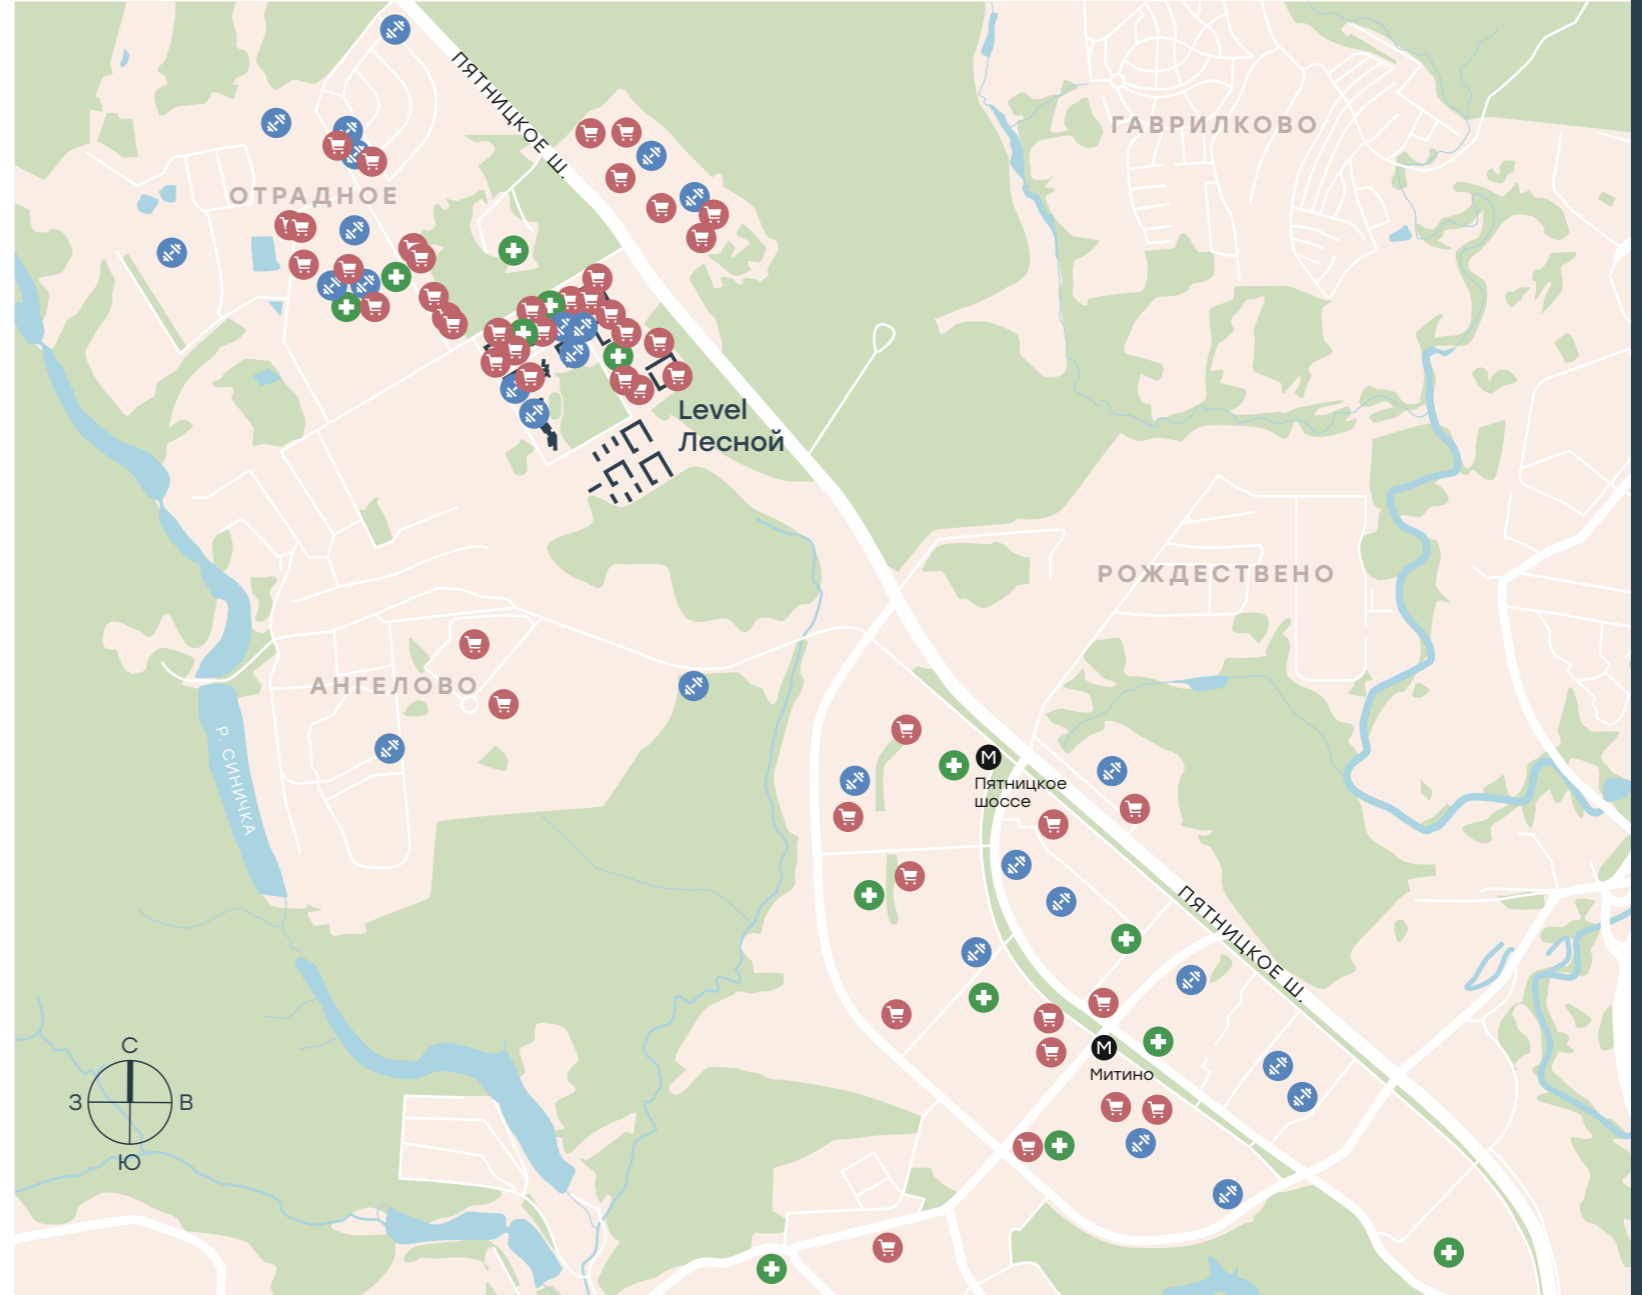 ПЯТНИЦКОЕ Ш.
ГАВРИЛКОВО
ОТРАДНОЕ
Level
Лесной
РОЖДЕСТВЕНО
АНГЕЛОВО
Р. СИНИЧКА
М
Пятницкое
шоссе
ПЯТНИЦКОЕ Ш.
М
Митино
С
З
В
Ю